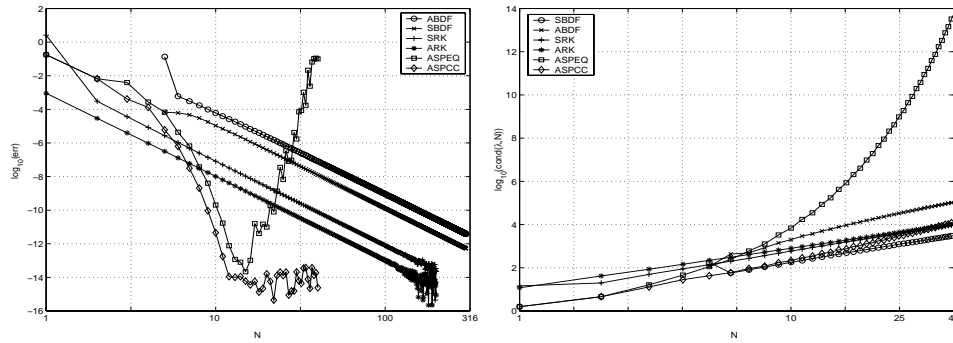 2
0
−2
−4
−6
−8
−10
−12
−14
−16
log10(err)
1
10
100
316
N
ABDF
SBDF
SRK
ARK
ASPEQ
ASPCC
14
12
10
8
6
4
2
0
log10(cond(λ,N))
1
10
25
N
SBDF
ABDF
SRK
ARK
ASPEQ
ASPCC